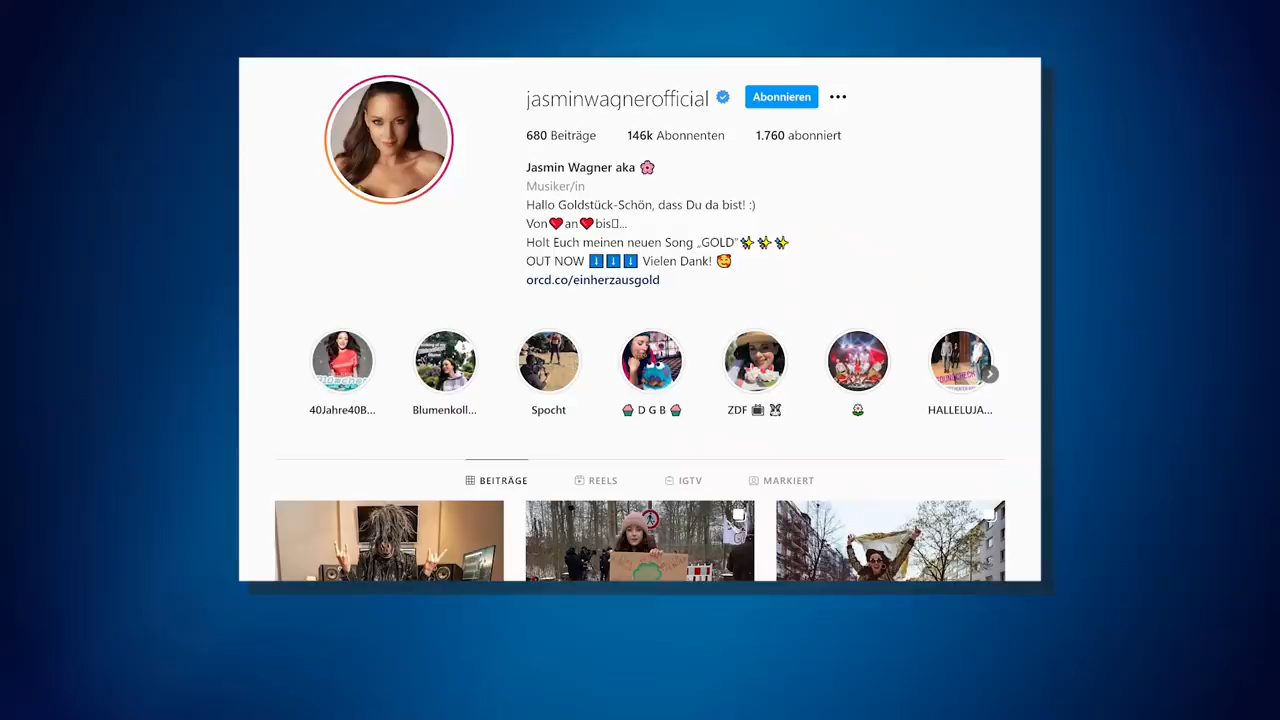 jasminwagnerofficial
Abonnieren
680 Beiträge 146k Abonnenten 1.760 abonniert
Jasmin Wagner aka 🌸
Musiker/in
Hallo Goldstück-Schön, dass Du da bist! :)
Von❤️an❤️bis▯...
Holt Euch meinen neuen Song „GOLD"✨✨✨
OUT NOW ⬇️⬇️⬇️ Vielen Dank! 🥰
orcd.co/einherzausgold
40Jahre40B...
Blumenkoll...
Spocht
🧁 D G B 🧁
ZDF 📺
🌼
HALLELUJA...
BEITRÄGE
REELS
IGTV
MARKIERT